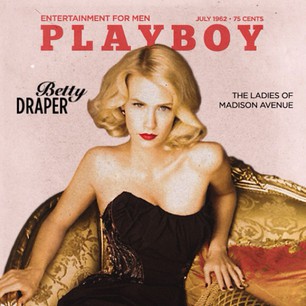 ENTERTAINMENT FOR MEN
JULY 1962 • 75 CENTS
PLAYBOY
Betty
DRAPER
THE LADIES OF
MADISON AVENUE